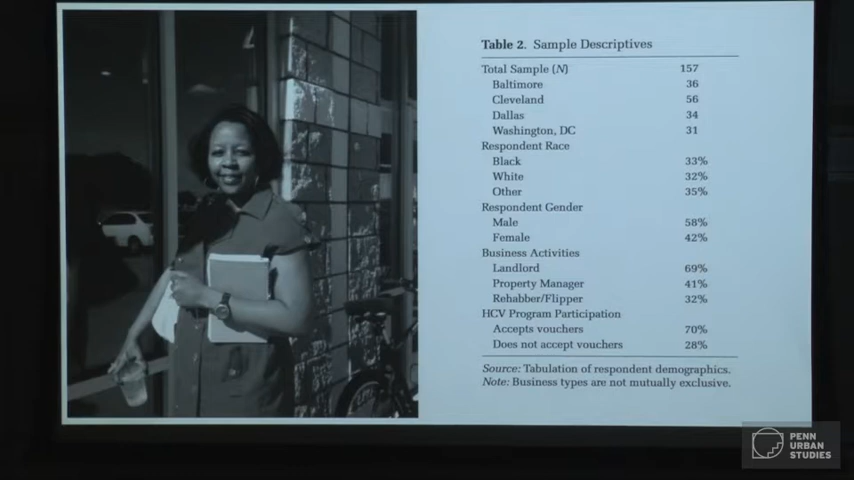 Table 2. Sample Descriptives
Total Sample (N) 157
Baltimore 36
Cleveland 56
Dallas 34
Washington, DC 31
Respondent Race
Black 33%
White 32%
Other 35%
Respondent Gender
Male 58%
Female 42%
Business Activities
Landlord 69%
Property Manager 41%
Rehabber/Flipper 32%
HCV Program Participation
Accepts vouchers 70%
Does not accept vouchers 28%
Source: Tabulation of respondent demographics.
Note: Business types are not mutually exclusive.
PENN
URBAN
STUDIES